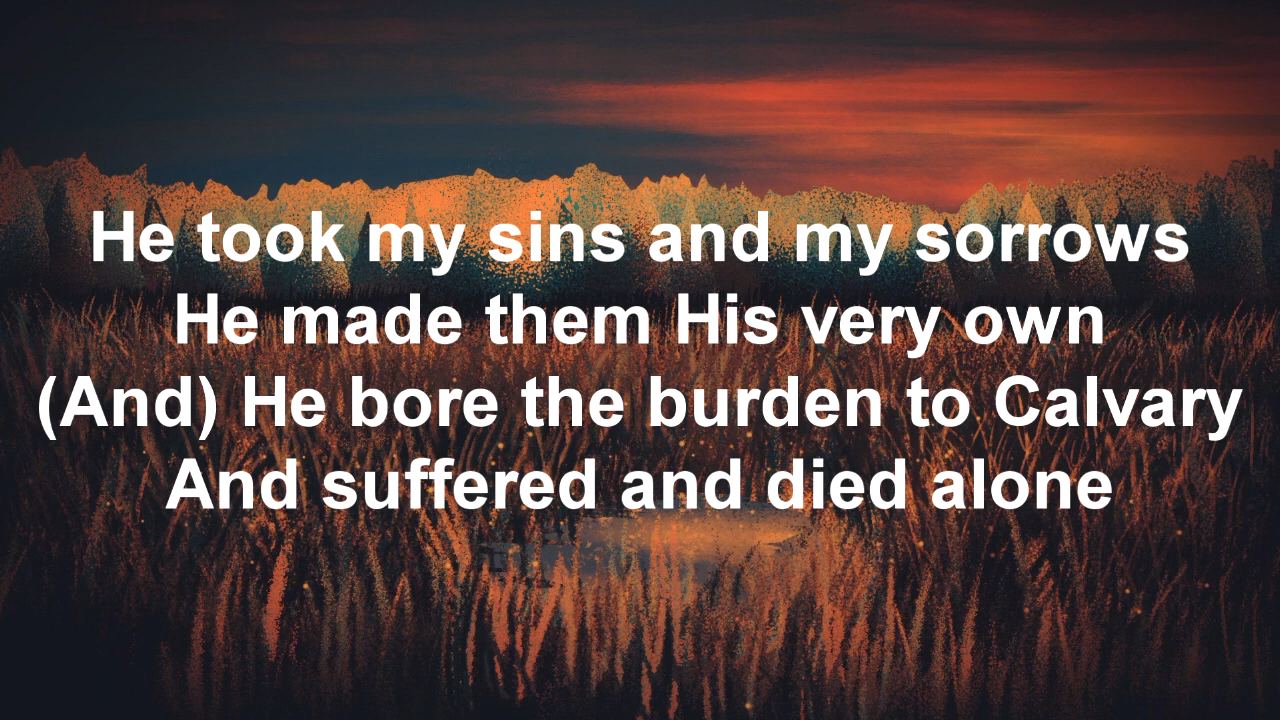 He took my sins and my sorrows
He made them His very own
(And) He bore the burden to Calvary
And suffered and died alone